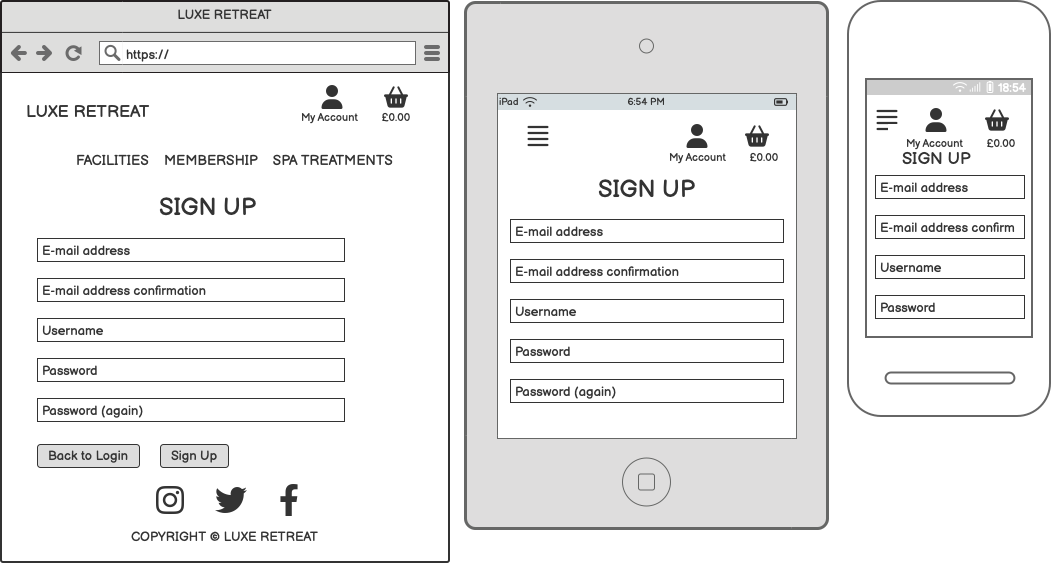 LUXE RETREAT
https://
LUXE RETREAT
My Account £0.00
FACILITIES MEMBERSHIP SPA TREATMENTS
SIGN UP
E-mail address
E-mail address confirmation
Username
Password
Password (again)
Back to Login Sign Up
COPYRIGHT © LUXE RETREAT
iPad 6:54 PM
My Account £0.00
SIGN UP
E-mail address
E-mail address confirmation
Username
Password
Password (again)
18:54
My Account £0.00
SIGN UP
E-mail address
E-mail address confirm
Username
Password